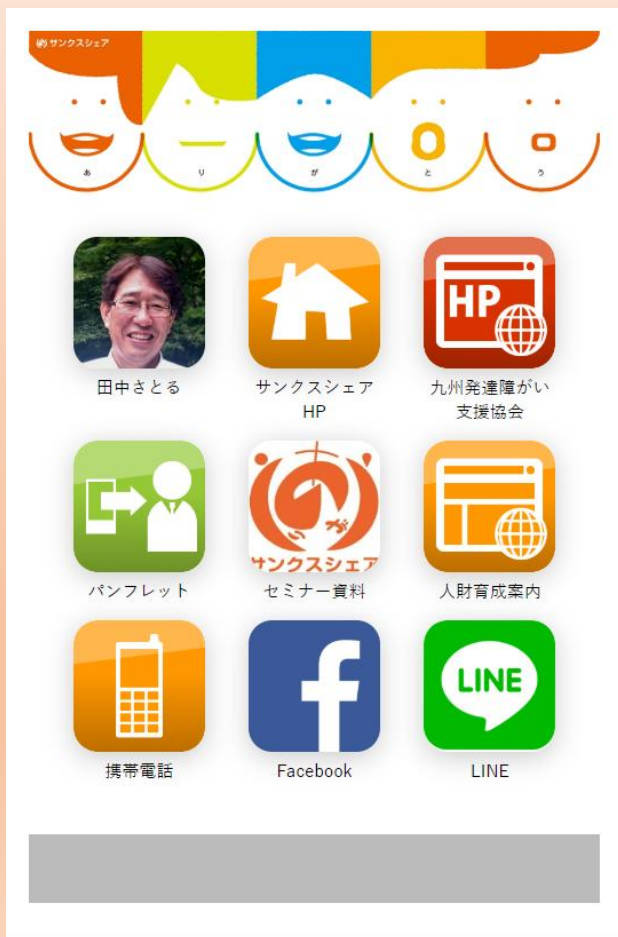 サンクスシェア
あ り が と う
田中さとる
サンクスシェア
HP
HP
九州発達障がい
支援協会
パンフレット
サンクスシェア
セミナー資料
人財育成案内
携帯電話
f
Facebook
LINE
LINE